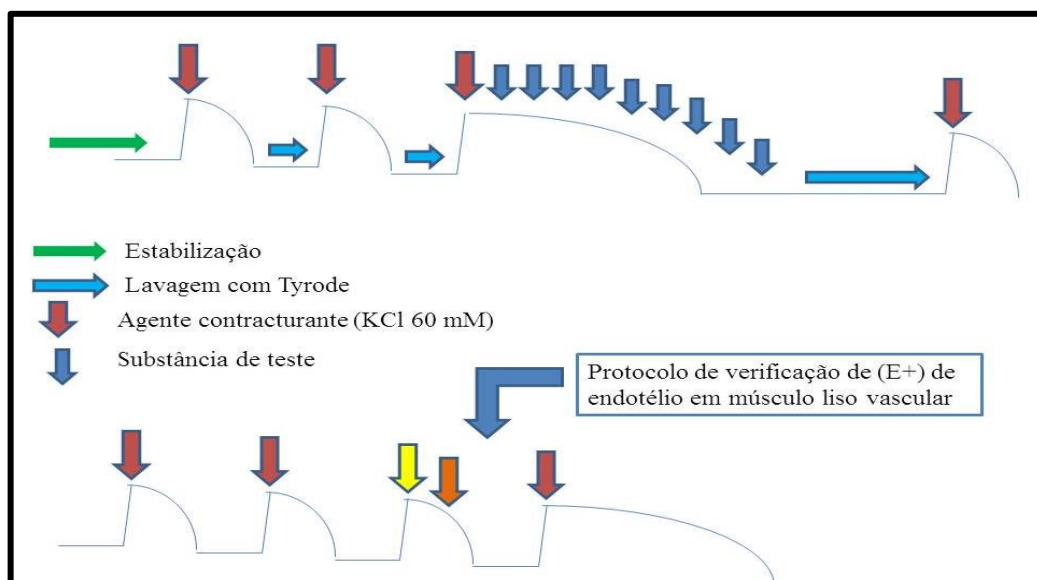 Estabilização
Lavagem com Tyrode
Agente contracturante (KCl 60 mM)
Substância de teste
Protocolo de verificação de (E+) de
endotélio em músculo liso vascular